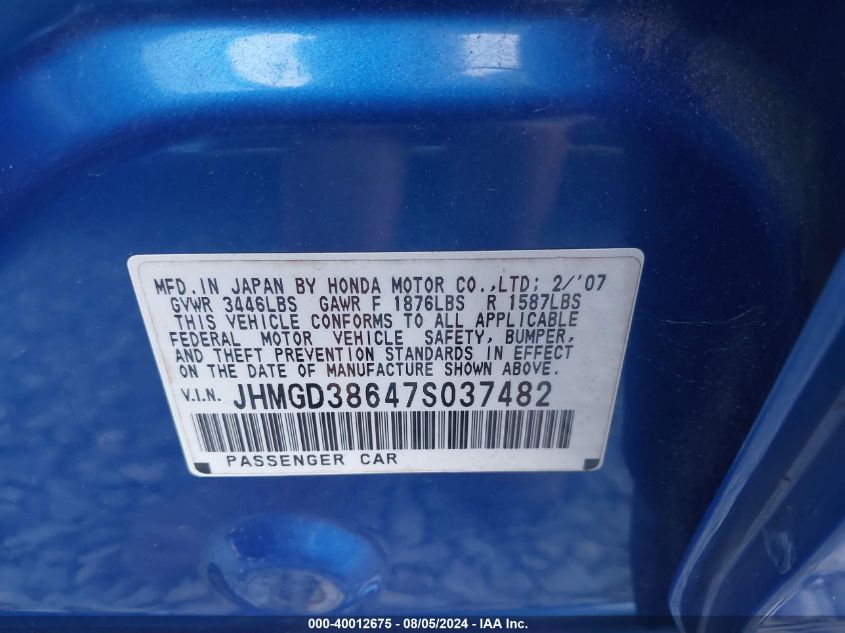 MFD. IN JAPAN BY HONDA MOTOR CO.,LTD; 2/'07
GVWR 3446LBS GAWR F 1876LBS R 1587LBS
THIS VEHICLE CONFORMS TO ALL APPLICABLE
FEDERAL MOTOR VEHICLE SAFETY, BUMPER,
AND THEFT PREVENTION STANDARDS IN EFFECT
ON THE DATE OF MANUFACTURE SHOWN ABOVE.
V.I.N. JHMGD38647S037482
PASSENGER CAR
000-40012675 - 08/05/2024 - IAA Inc.